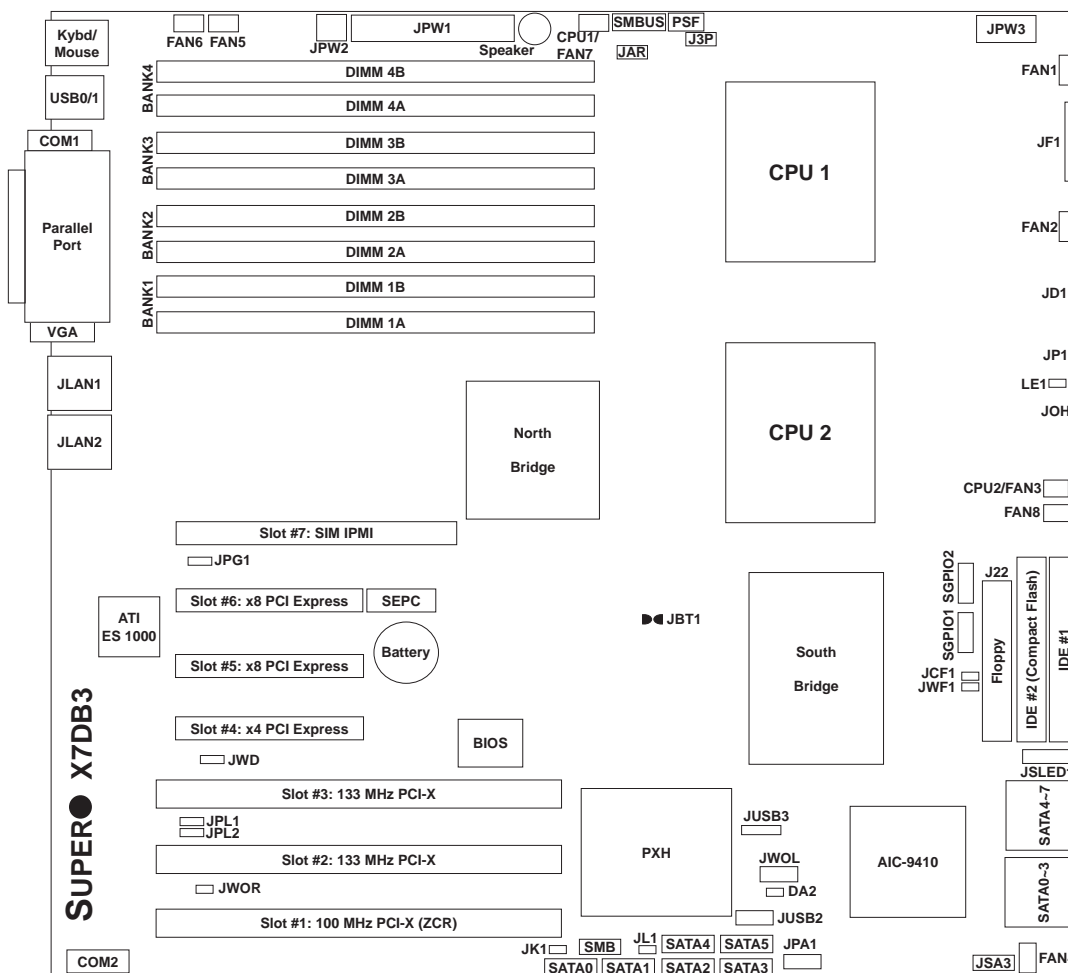 Kybd/
Mouse
FAN6
FAN5
JPW2
JPW1
Speaker
CPU1/
FAN7
SMBUS
PSF
J3P
JAR
JPW3
FAN1
USB0/1
BANK4
DIMM 4B
DIMM 4A
COM1
BANK3
DIMM 3B
DIMM 3A
CPU 1
JF1
Parallel
Port
BANK2
DIMM 2B
DIMM 2A
FAN2
BANK1
DIMM 1B
DIMM 1A
JD1
VGA
JLAN1
JLAN2
North
Bridge
CPU 2
JP1
LE1
JOH
CPU2/FAN3
FAN8
Slot #7: SIM IPMI
JPG1
Slot #6: x8 PCI Express
SEPC
ATI
ES 1000
Battery
JBT1
Slot #5: x8 PCI Express
South
Bridge
SGPIO2
SGPIO1
J22
Floppy
IDE #2 (Compact Flash)
IDE #1
JCF1
JWF1
Slot #4: x4 PCI Express
JWD
BIOS
JSLED1
SUPER X7DB3
Slot #3: 133 MHz PCI-X
JPL1
JPL2
PXH
JUSB3
AIC-9410
SATA4~7
Slot #2: 133 MHz PCI-X
JWOL
DA2
JWOR
SATA0~3
Slot #1: 100 MHz PCI-X (ZCR)
JUSB2
COM2
JK1
SMB
JL1
SATA4
SATA5
JPA1
SATA0
SATA1
SATA2
SATA3
JSA3